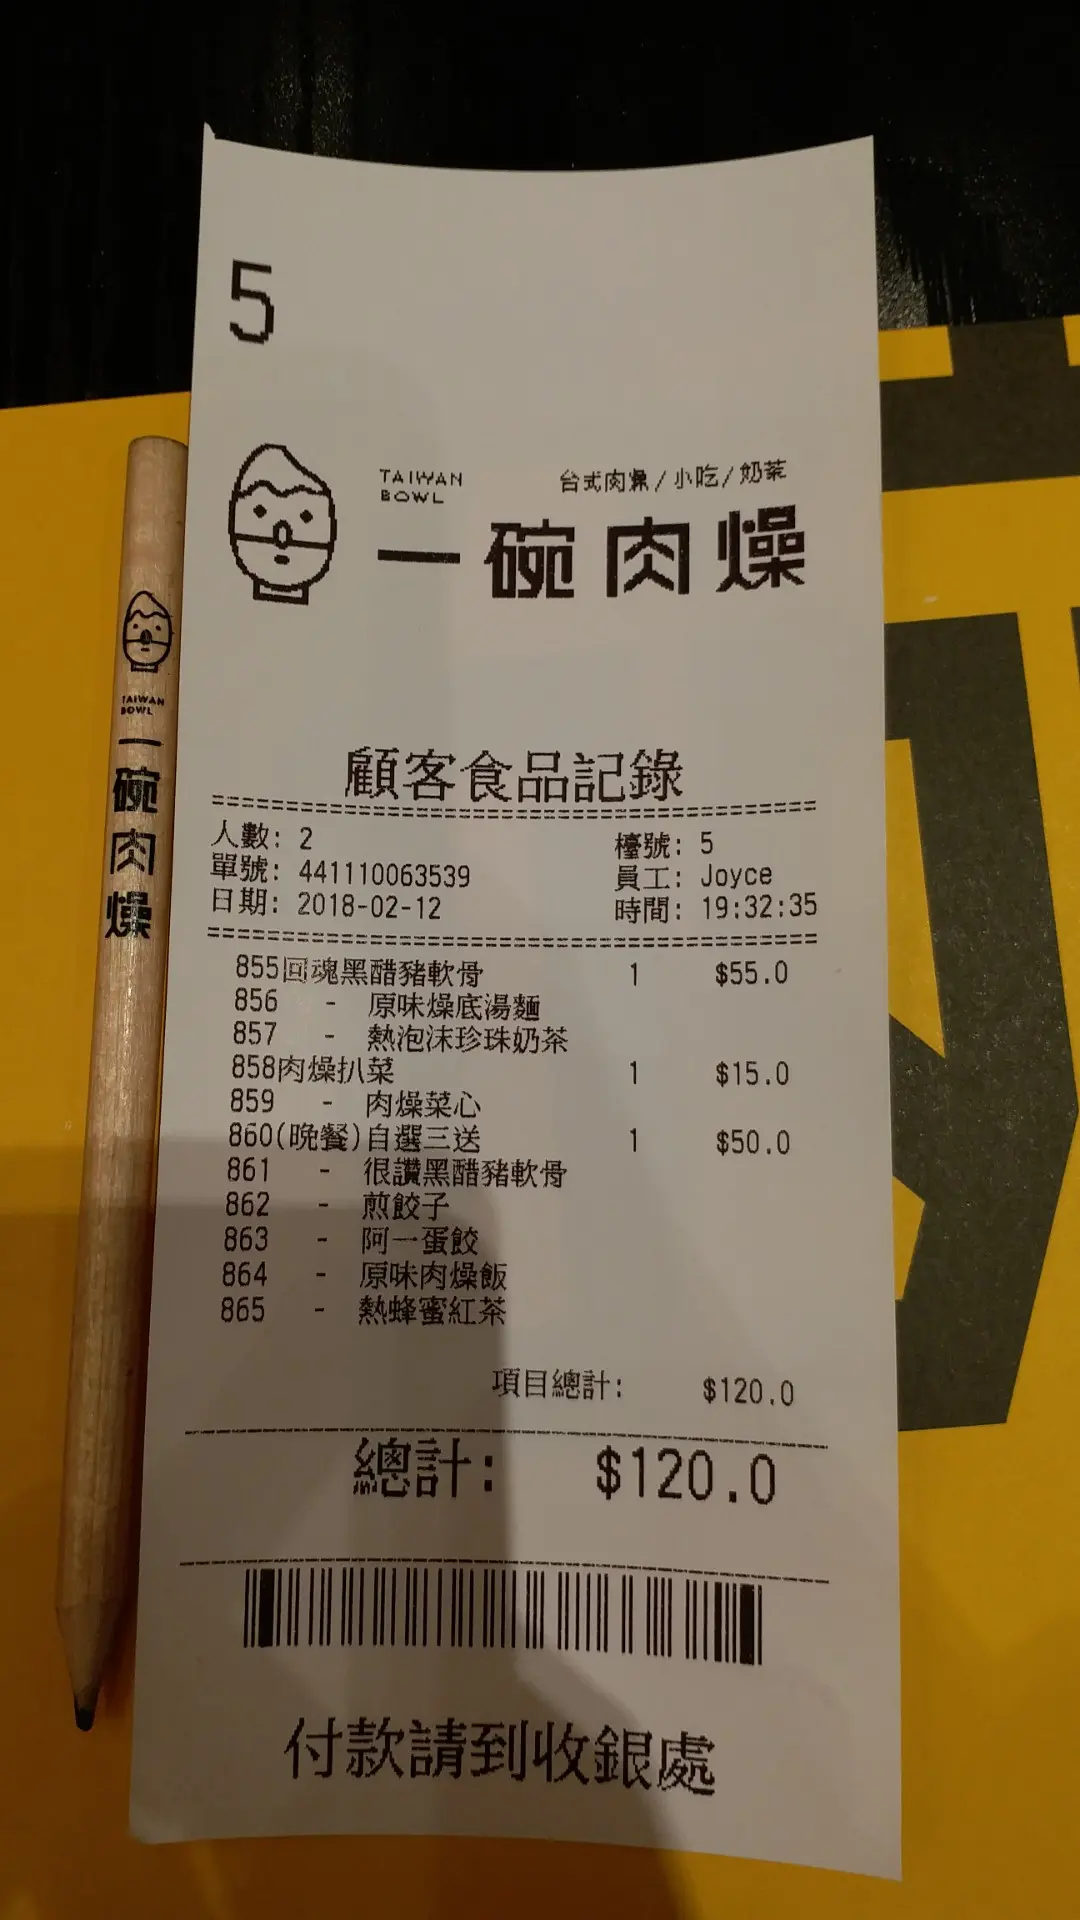 5
TAIWAN
BOWL
台式肉燥/小吃/奶茶
一碗肉燥
顧客食品記錄
人數: 2 檯號: 5
單號: 441110063539 員工: Joyce
日期: 2018-02-12 時間: 19:32:35
855回魂黑醋豬軟骨 1 $55.0
856 - 原味燥底湯麵
857 - 熱泡沫珍珠奶茶
858肉燥扒菜 1 $15.0
859 - 肉燥菜心
860(晚餐)自選三送 1 $50.0
861 - 很讚黑醋豬軟骨
862 - 煎餃子
863 - 阿一蛋餃
864 - 原味肉燥飯
865 - 熱蜂蜜紅茶
項目總計: $120.0
總計: $120.0
付款請到收銀處
TAIWAN
BOWL
一碗肉燥